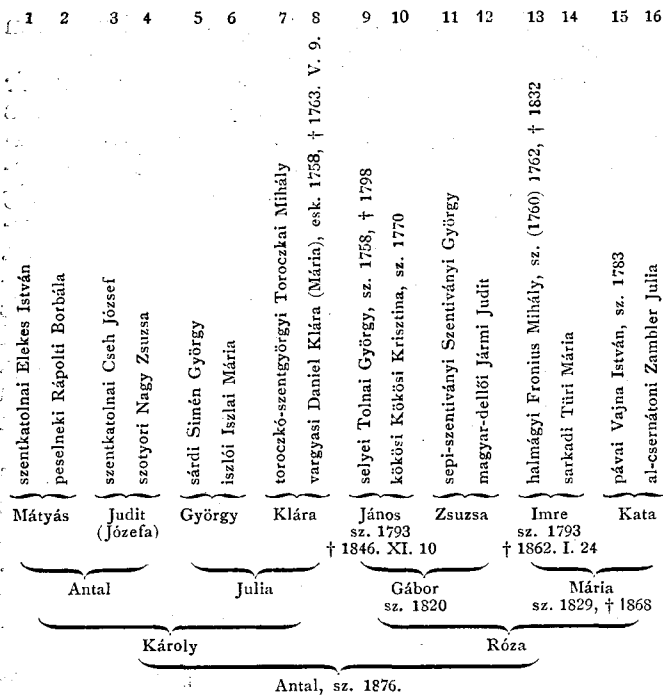 1 2 3 4 5 6 7 8 9 10 11 12 13 14 15 16
szentkatolnai Elekes István
peselneki Rápolti Borbála
szentkatolnai Cseh József
szotyori Nagy Zsuzsa
sárdi Simén György
iszlói Iszlai Mária
toroczkó-szentgyörgyi Toroczkai Mihály
vargyasi Daniel Klára (Mária), esk. 1758, † 1763. V. 9.
selyei Tolnai György, sz. 1758, † 1798
kökösi Kökösi Krisztina, sz. 1770
sepi-szentiványi Szentiványi György
magyar-dellői Jármi Judit
halmágyi Fronius Mihály, sz. (1760) 1762, † 1832
sarkadi Türi Mária
pávai Vajna István, sz. 1783
al-csernátoni Zambler Julia
Mátyás Judit György Klára János Zsuzsa Imre Kata
(Józefa) sz. 1793 sz. 1793
† 1846. XI. 10 † 1862. I. 24
Antal Julia Gábor Mária
sz. 1820 sz. 1829, † 1868
Károly Róza
Antal, sz. 1876.